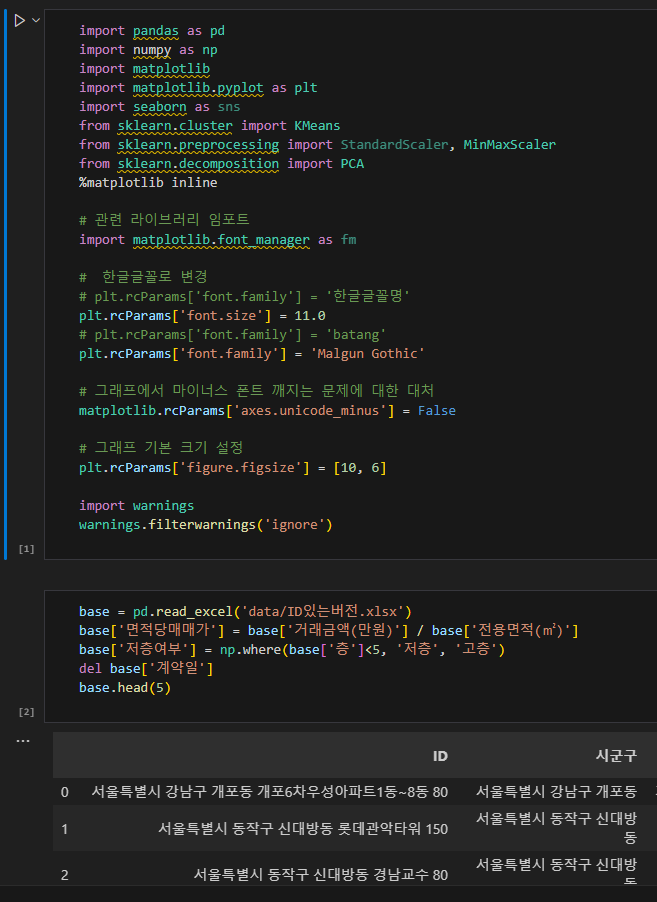 import pandas as pd
import numpy as np
import matplotlib
import matplotlib.pyplot as plt
import seaborn as sns
from sklearn.cluster import KMeans
from sklearn.preprocessing import StandardScaler, MinMaxScaler
from sklearn.decomposition import PCA
%matplotlib inline
# 관련 라이브러리 임포트
import matplotlib.font_manager as fm
#  한글글꼴로 변경
# plt.rcParams['font.family'] = '한글글꼴명'
plt.rcParams['font.size'] = 11.0
# plt.rcParams['font.family'] = 'batang'
plt.rcParams['font.family'] = 'Malgun Gothic'
# 그래프에서 마이너스 폰트 깨지는 문제에 대한 대처
matplotlib.rcParams['axes.unicode_minus'] = False
# 그래프 기본 크기 설정
plt.rcParams['figure.figsize'] = [10, 6]
import warnings
warnings.filterwarnings('ignore')
[1]
base = pd.read_excel('data/ID있는버전.xlsx')
base['면적당매매가'] = base['거래금액(만원)'] / base['전용면적(㎡)']
base['저층여부'] = np.where(base['층']<5, '저층', '고층')
del base['계약일']
base.head(5)
[2]
...
ID 시군구
0 서울특별시 강남구 개포동 개포6차우성아파트1동~8동 80 서울특별시 강남구 개포동
1 서울특별시 동작구 신대방동 롯데관악타워 150 서울특별시 동작구 신대방
동
2 서울특별시 동작구 신대방동 경남교수 80 서울특별시 동작구 신대방